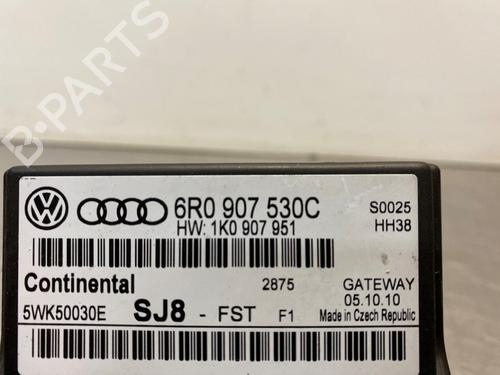 B-PARTS
6R0 907 530C
HW: 1K0 907 951
S0025
HH38
Continental
5WK50030E SJ8 - FST
2875
F1
GATEWAY
05.10.10
Made in Czech Republic